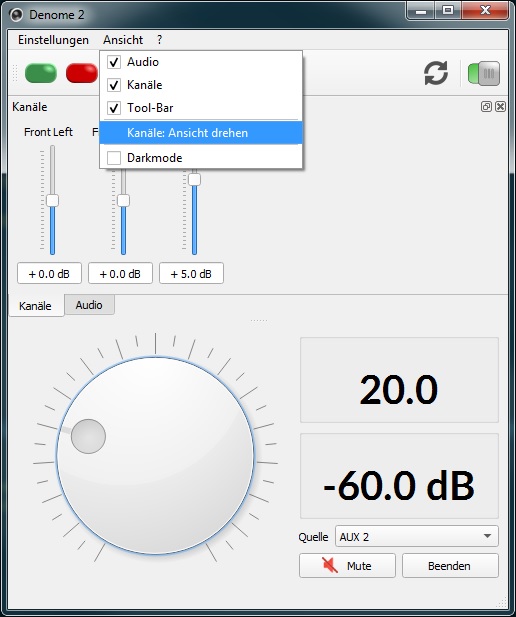 Denome 2
Einstellungen Ansicht ?
Audio
Kanäle
Tool-Bar
Kanäle: Ansicht drehen
Darkmode
Kanäle
Front Left
+ 0.0 dB + 0.0 dB + 5.0 dB
Kanäle Audio
20.0
-60.0 dB
Quelle AUX 2
Mute Beenden